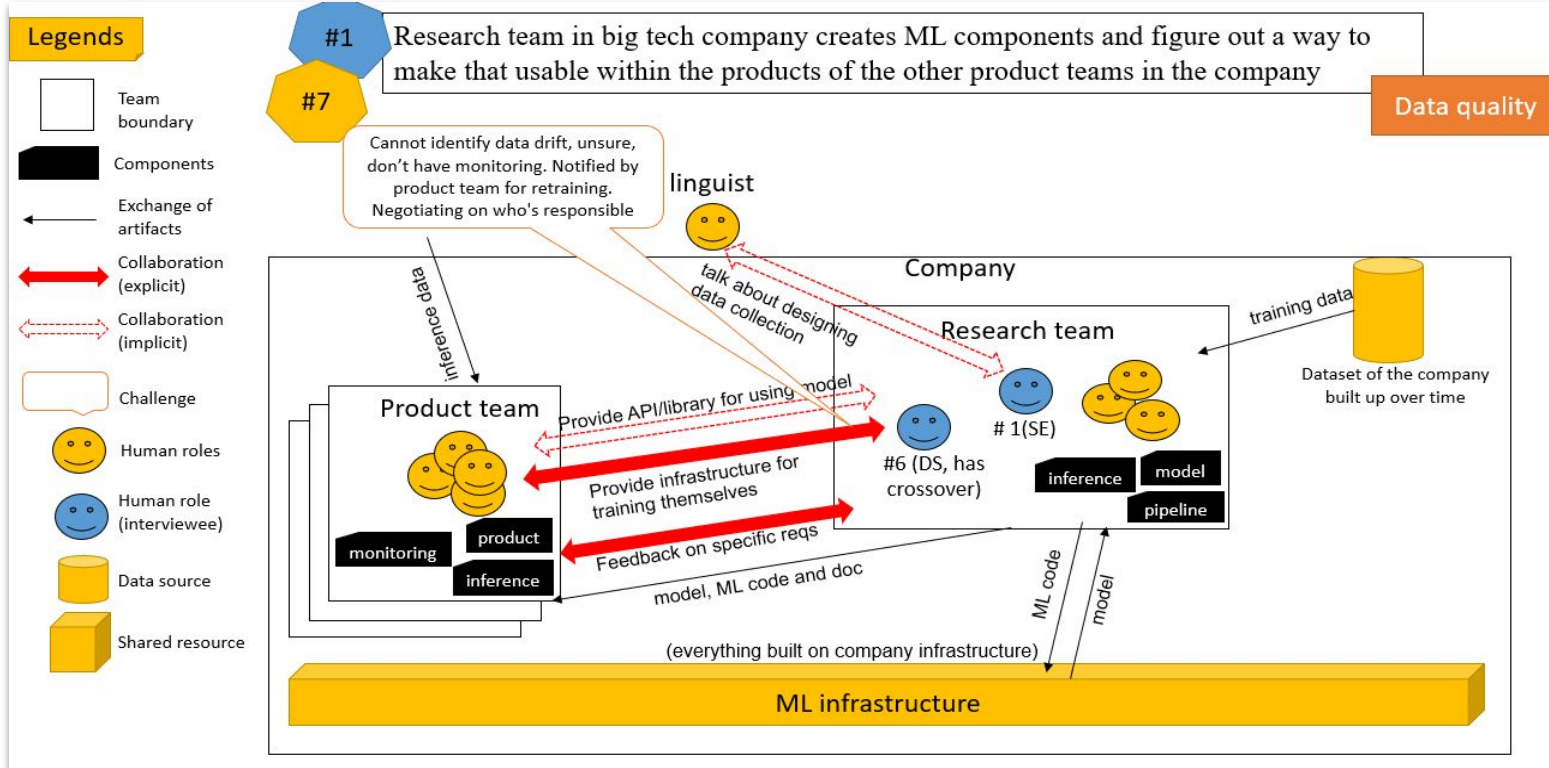 Legends
Team
boundary
Components
Exchange of
artifacts
Collaboration
(explicit)
Collaboration
(implicit)
Challenge
Human roles
Human role
(interviewee)
Data source
Shared resource
#1
#7
Research team in big tech company creates ML components and figure out a way to
make that usable within the products of the other product teams in the company
Data quality
Cannot identify data drift, unsure,
don't have monitoring. Notified by
product team for retraining.
Negotiating on who's responsible
linguist
Company
inference data
talk about designing
data collection
Research team
training data
Dataset of the company
built up over time
# 1(SE)
#6 (DS, has
crossover)
inference
model
pipeline
Product team
monitoring
product
inference
Provide API/library for using model
Provide infrastructure for
training themselves
Feedback on specific reqs
model, ML code and doc
ML code
model
(everything built on company infrastructure)
ML infrastructure